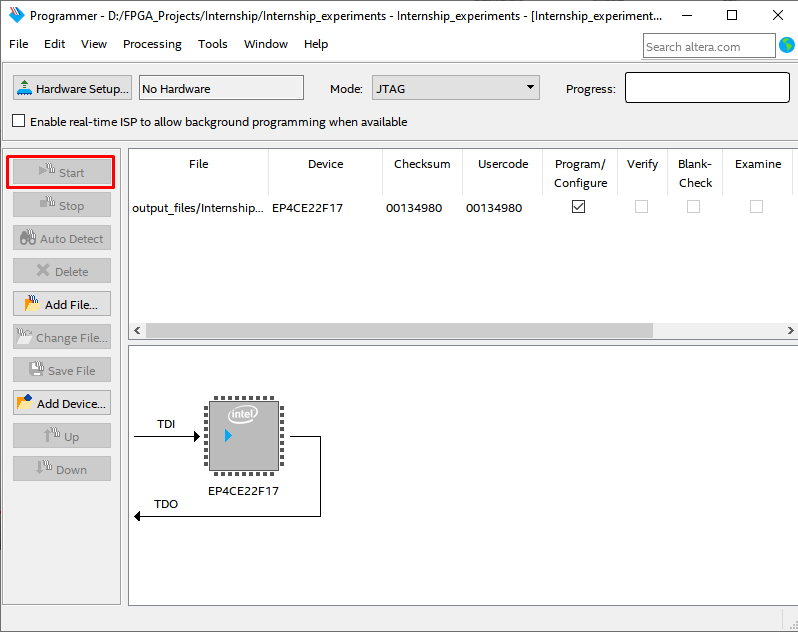 Programmer - D:/FPGA_Projects/Internship/Internship_experiments - Internship_experiments - [Internship_experiment...
File Edit View Processing Tools Window Help
Search altera.com
Hardware Setup... No Hardware Mode: JTAG Progress:
Enable real-time ISP to allow background programming when available
Start
Stop
Auto Detect
Delete
Add File...
Change File...
Save File
Add Device...
Up
Down
File Device Checksum Usercode Program/ Verify Blank- Examine
Configure Check
output_files/Internship... EP4CE22F17 00134980 00134980
TDI
intel
EP4CE22F17
TDO